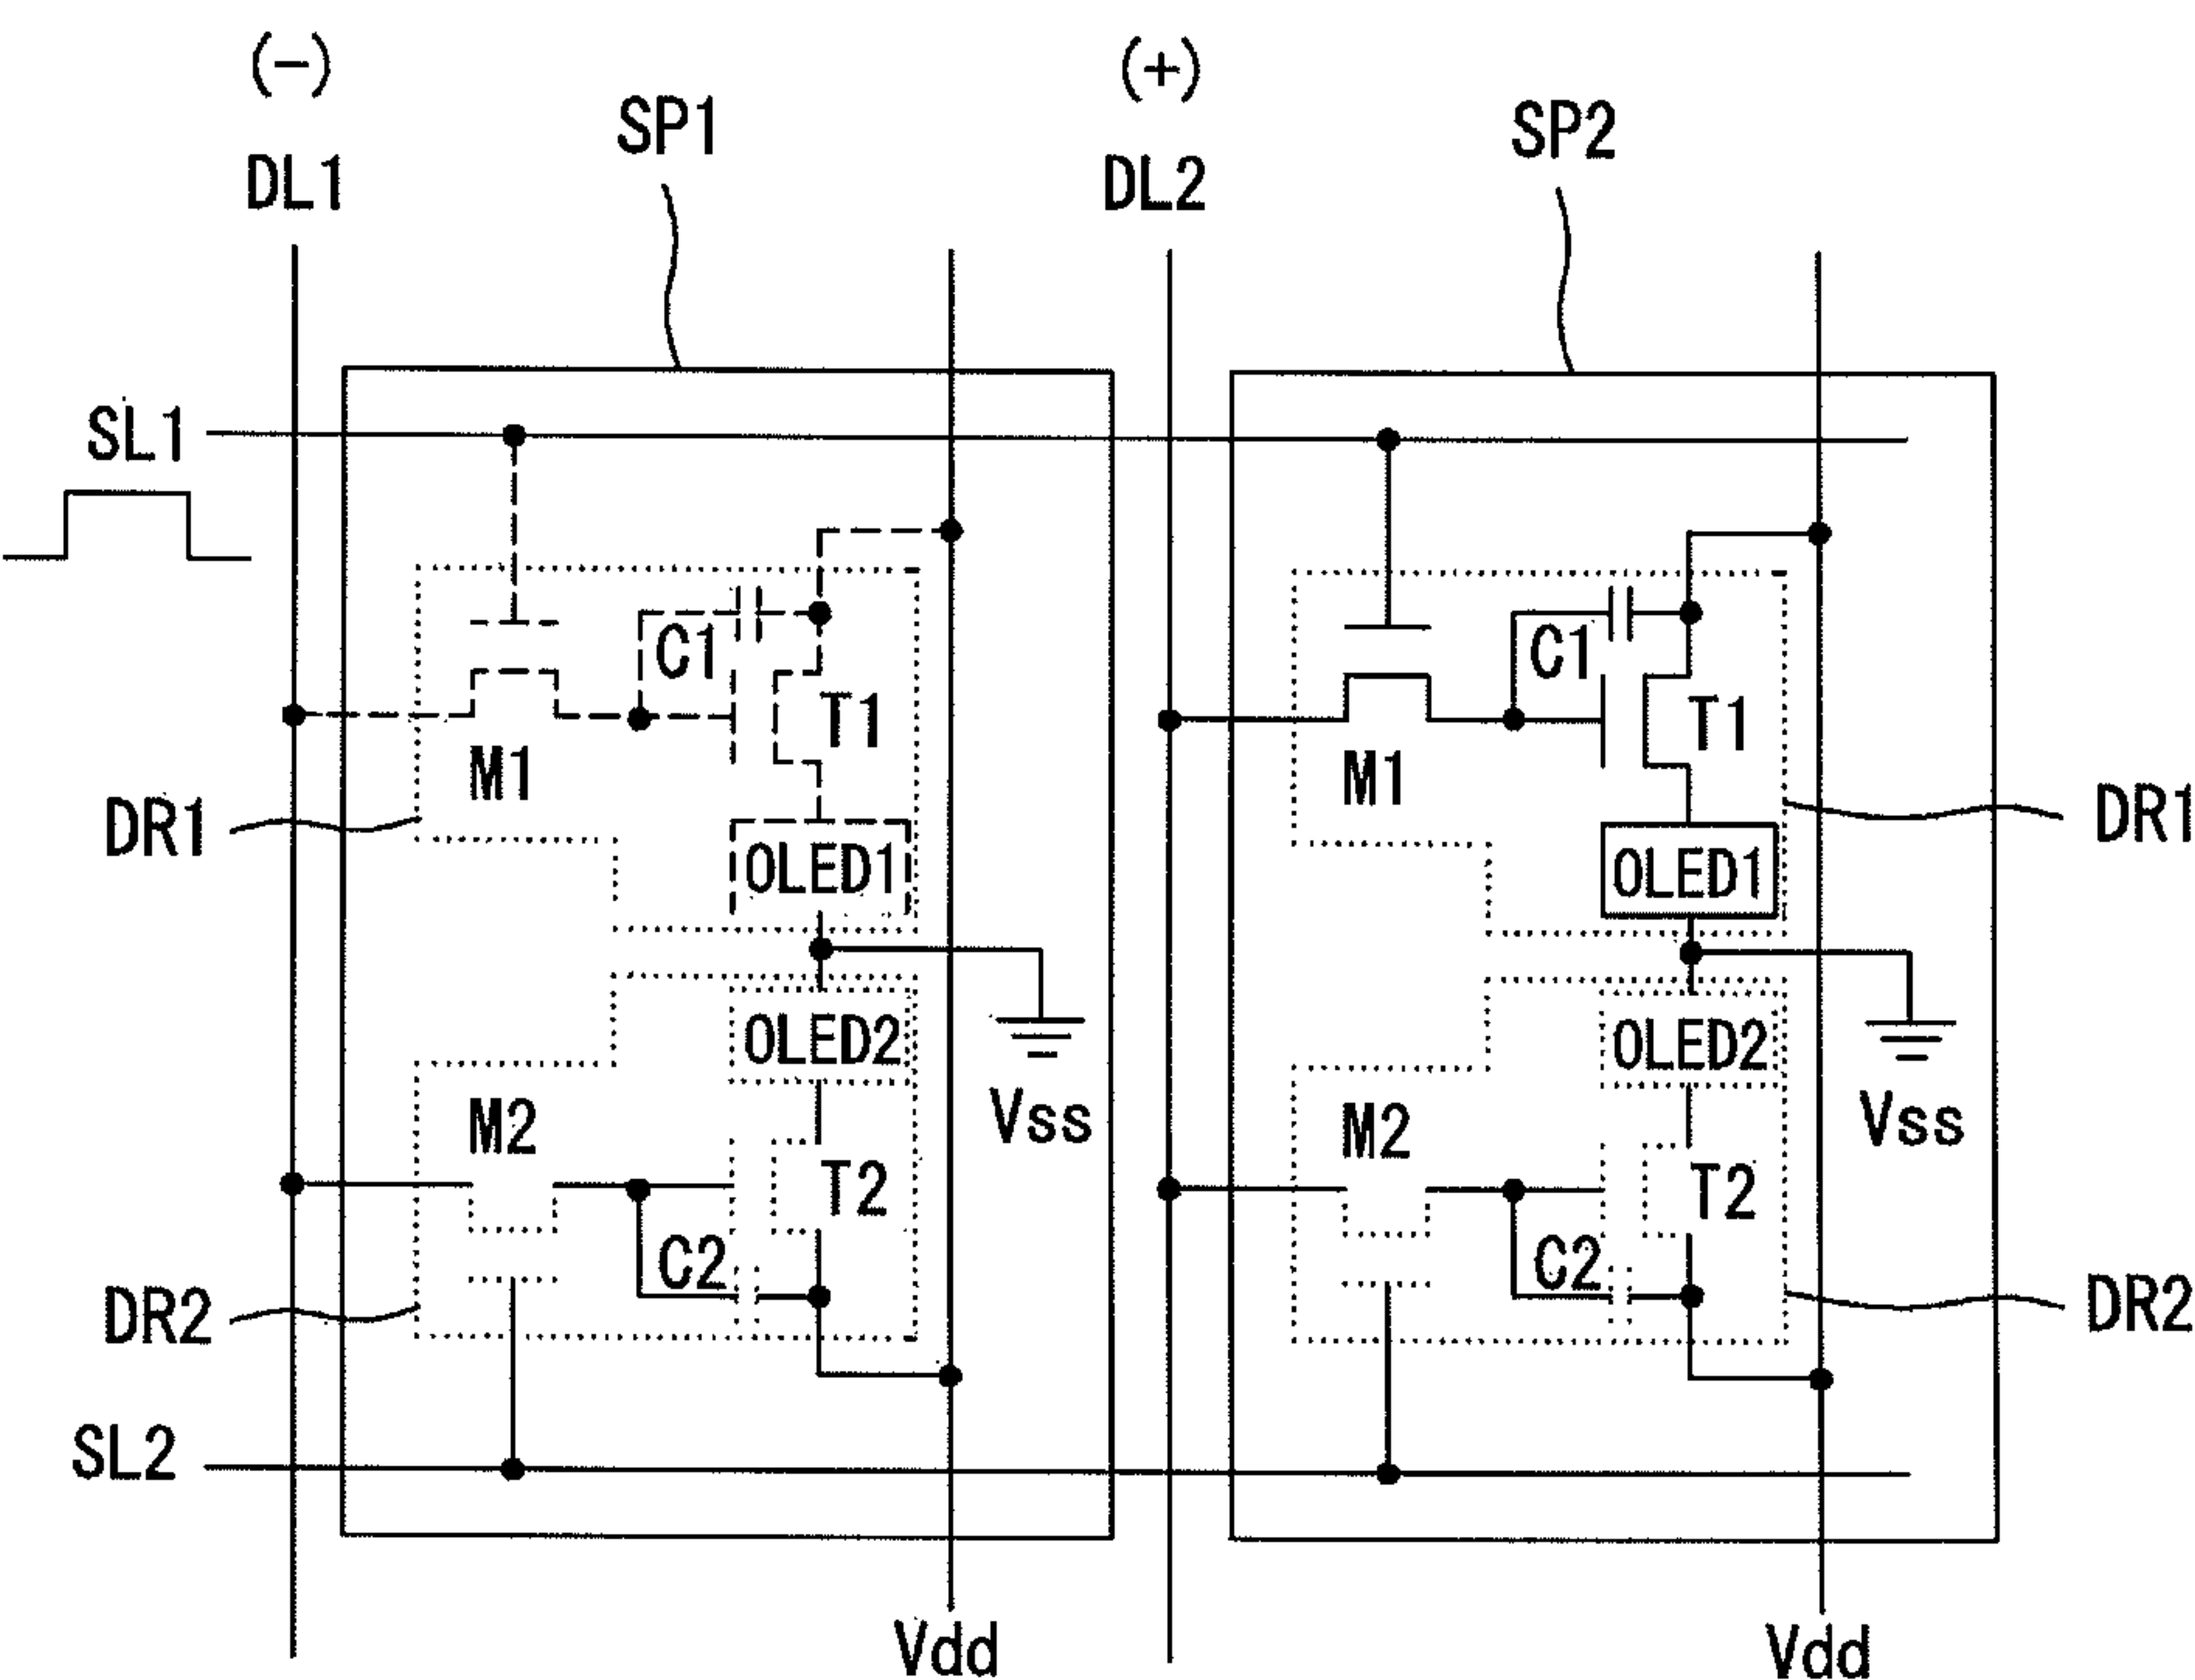 (-)
(+)
DL1
SP1
DL2
SP2
SL1
C1
T1
M1
DR1
OLED1
C1
T1
M1
DR1
OLED1
OLED2
M2
Vss
T2
C2
DR2
OLED2
M2
Vss
T2
C2
DR2
SL2
Vdd
Vdd